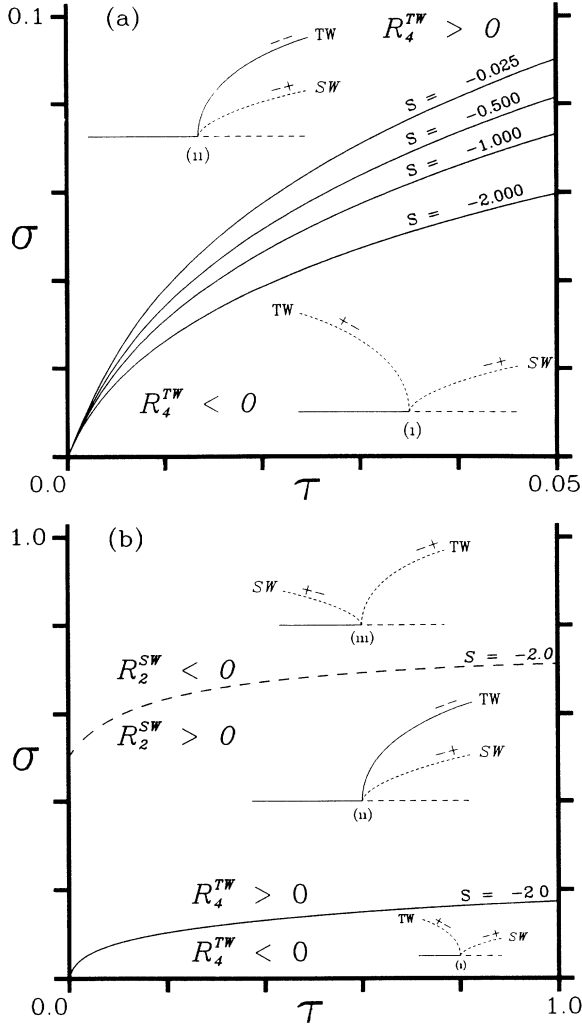 0.1
(a)
R₄ᵀᵂ > 0
-- TW
-+ SW
(ii)
S = -0.025
S = -0.500
S = -1.000
S = -2.000
σ
TW +-
-+ SW
R₄ᵀᵂ < 0
(i)
0.0
τ
0.05
1.0
(b)
-+ TW
SW +-
(iii)
S = -2.0
R₂ˢᵂ < 0
R₂ˢᵂ > 0
-- TW
-+ SW
σ
(ii)
R₄ᵀᵂ > 0
S = -2.0
TW +-
-+ SW
R₄ᵀᵂ < 0
(i)
0.0
τ
1.0